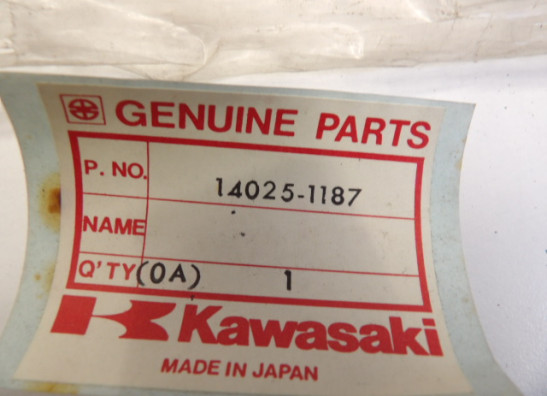 GENUINE PARTS
P. NO. 14025-1187
NAME
Q'TY (0A) 1
Kawasaki
MADE IN JAPAN